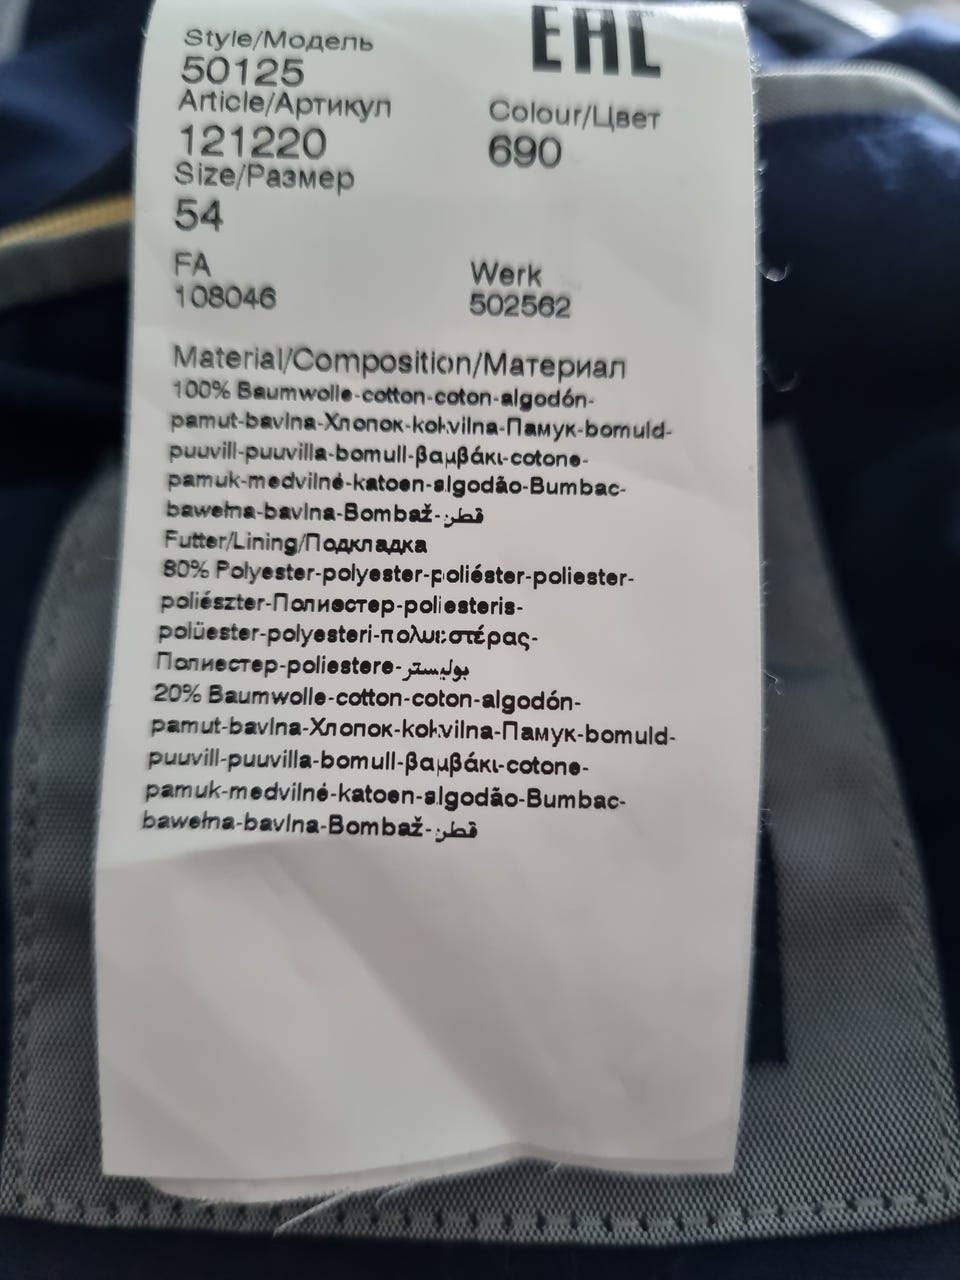 EAC
Style/Модель
50125
Article/Артикул
121220
Colour/Цвет
690
Size/Размер
54
FA
108046
Werk
502562
Material/Composition/Материал
100% Baumwolle-cotton-coton-algodón-
pamut-bavlna-Хлопок-kokvilna-Памук-bomuld-
puuvill-puuvilla-bomull-βαμβάκι-cotone-
pamuk-medvilné-katoen-algodão-Bumbac-
bawełna-bavlna-Bombaž-قطن
Futter/Lining/Подкладка
80% Polyester-polyester-poliéster-poliester-
poliészter-Полиестер-poliesteris-
polüester-polyesteri-πολυεστέρας-
Полиестер-poliestere-بوليستر
20% Baumwolle-cotton-coton-algodón-
pamut-bavlna-Хлопок-kokvilna-Памук-bomuld-
puuvill-puuvilla-bomull-βαμβάκι-cotone-
pamuk-medvilné-katoen-algodão-Bumbac-
bawełna-bavlna-Bombaž-قطن